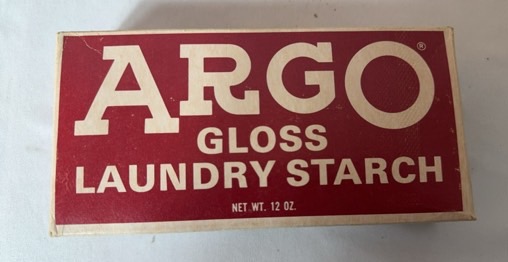 ARGO®
GLOSS
LAUNDRY STARCH
NET WT. 12 OZ.